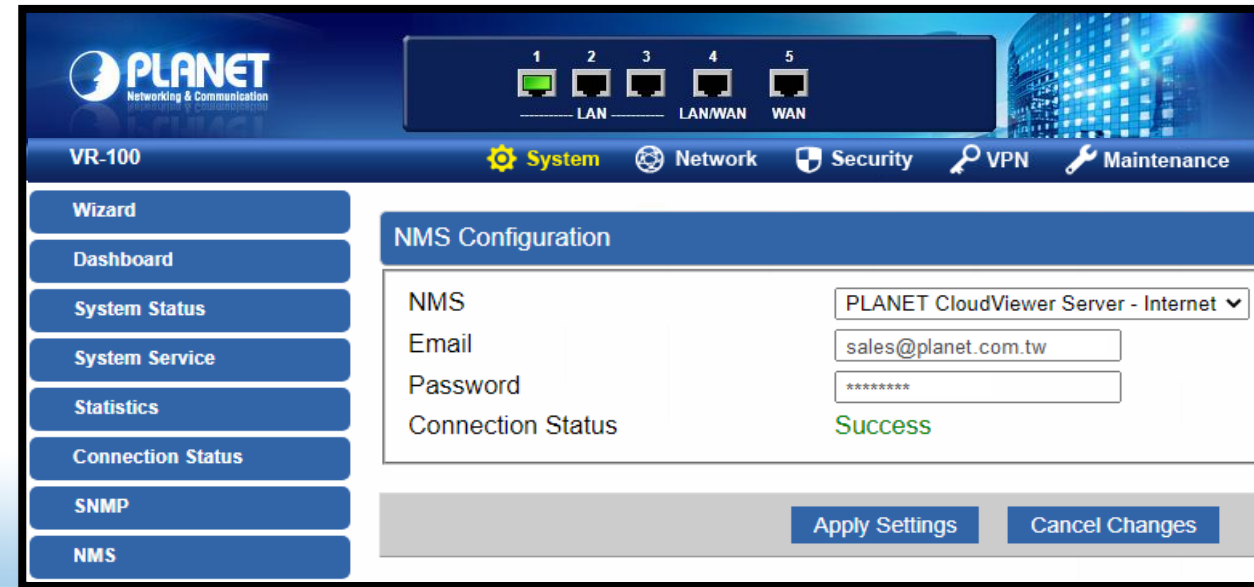 PLANET
Networking & Communication
1 2 3 4 5
LAN LAN/WAN WAN
VR-100
System Network Security VPN Maintenance
Wizard
Dashboard
System Status
System Service
Statistics
Connection Status
SNMP
NMS
NMS Configuration
NMS PLANET CloudViewer Server - Internet
Email sales@planet.com.tw
Password ********
Connection Status Success
Apply Settings Cancel Changes